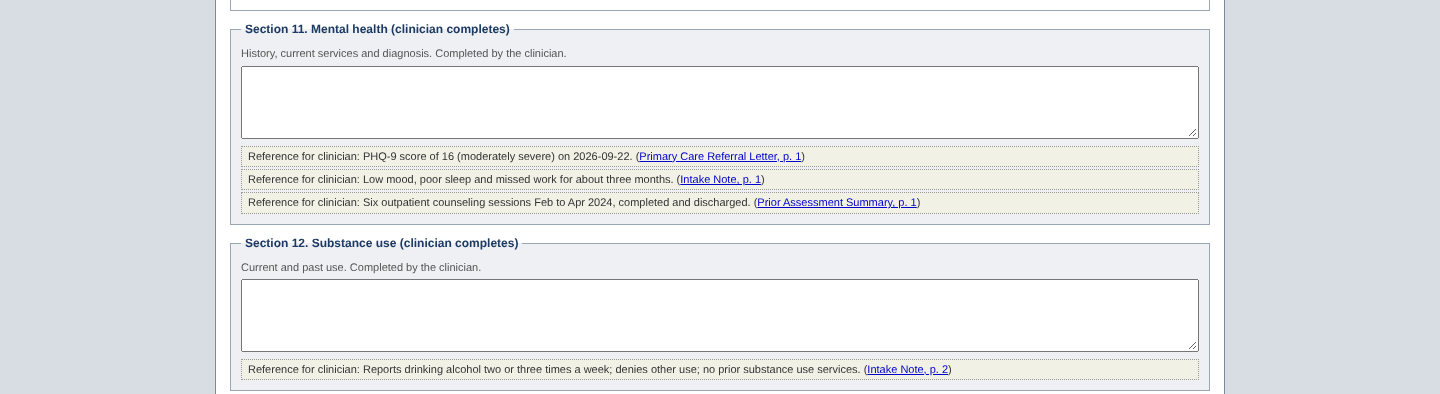 Section 11. Mental health (clinician completes)
History, current services and diagnosis. Completed by the clinician.
Reference for clinician: PHQ-9 score of 16 (moderately severe) on 2026-09-22. (Primary Care Referral Letter, p. 1)
Reference for clinician: Low mood, poor sleep and missed work for about three months. (Intake Note, p. 1)
Reference for clinician: Six outpatient counseling sessions Feb to Apr 2024, completed and discharged. (Prior Assessment Summary, p. 1)
Section 12. Substance use (clinician completes)
Current and past use. Completed by the clinician.
Reference for clinician: Reports drinking alcohol two or three times a week; denies other use; no prior substance use services. (Intake Note, p. 2)